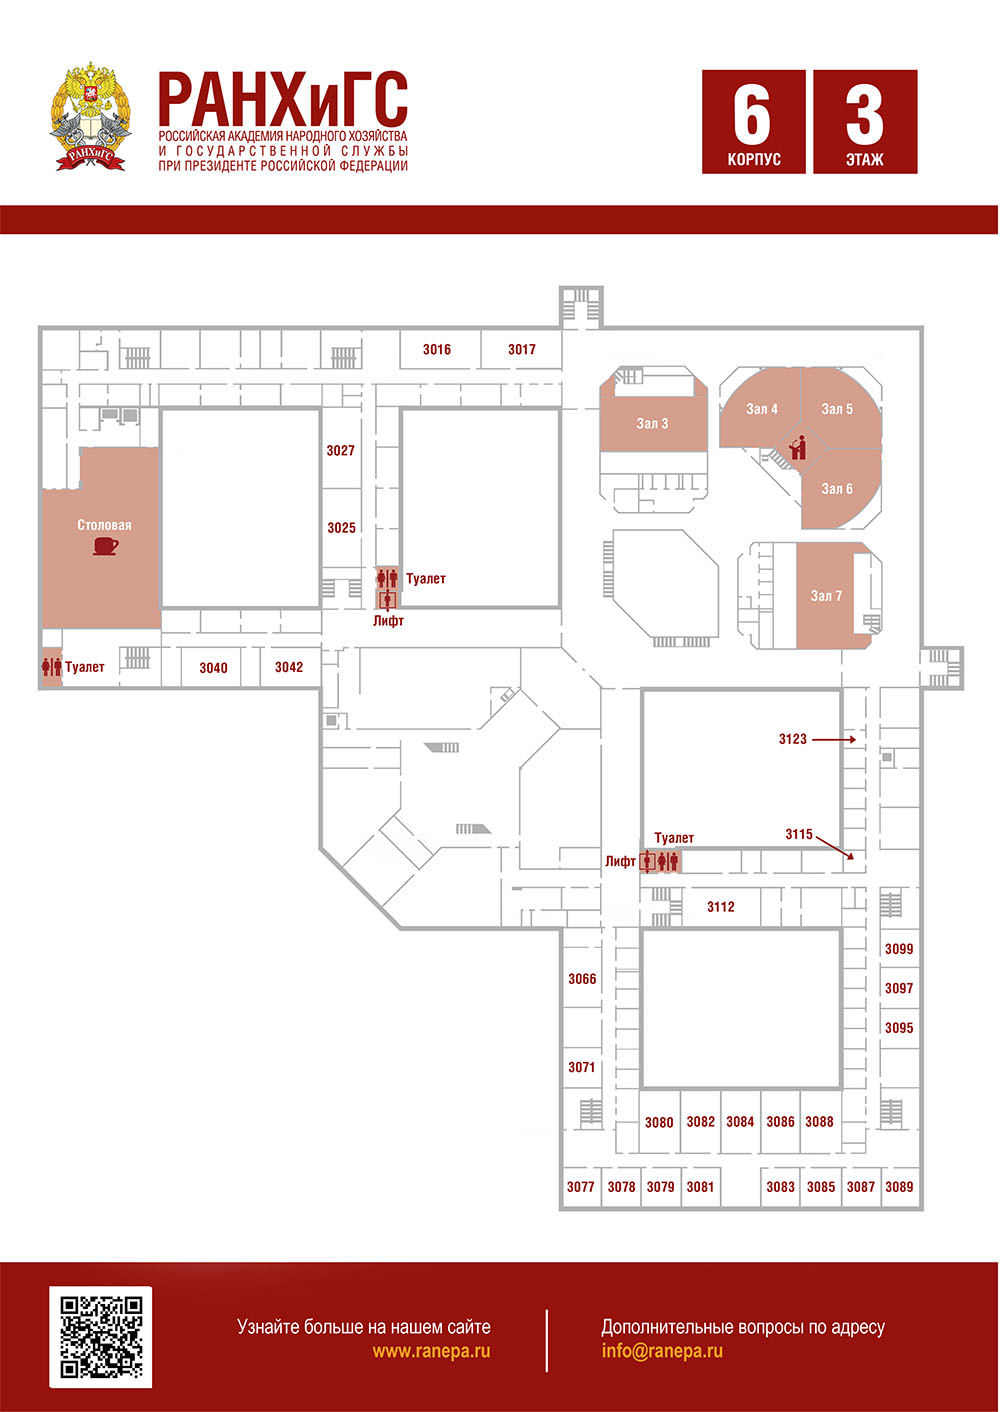 РАНХиГС
РОССИЙСКАЯ АКАДЕМИЯ НАРОДНОГО ХОЗЯЙСТВА
И ГОСУДАРСТВЕННОЙ СЛУЖБЫ
ПРИ ПРЕЗИДЕНТЕ РОССИЙСКОЙ ФЕДЕРАЦИИ
РАНХиГС
6
КОРПУС
3
ЭТАЖ
3016
3017
Зал 3
Зал 4
Зал 5
3027
Зал 6
3025
Столовая
Туалет
Зал 7
Лифт
Туалет
3040
3042
3123
3115
Туалет
Лифт
3112
3099
3066
3097
3095
3071
3080
3082
3084
3086
3088
3077
3078
3079
3081
3083
3085
3087
3089
Узнайте больше на нашем сайте
www.ranepa.ru
Дополнительные вопросы по адресу
info@ranepa.ru